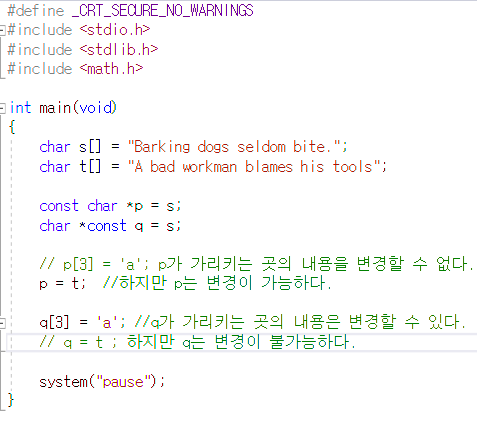 #define _CRT_SECURE_NO_WARNINGS
#include <stdio.h>
#include <stdlib.h>
#include <math.h>
int main(void)
{
char s[] = "Barking dogs seldom bite.";
char t[] = "A bad workman blames his tools";
const char *p = s;
char *const q = s;
// p[3] = 'a'; p가 가리키는 곳의 내용을 변경할 수 없다.
p = t; //하지만 p는 변경이 가능하다.
q[3] = 'a'; //q가 가리키는 곳의 내용은 변경할 수 있다.
// q = t ; 하지만 q는 변경이 불가능하다.
system("pause");
}